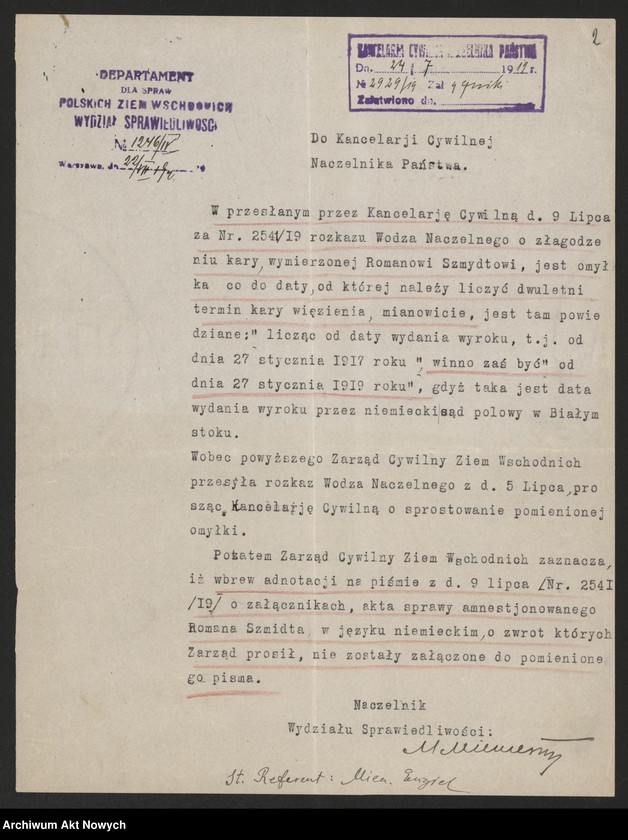 2
DEPARTAMENT
DLA SPRAW
POLSKICH ZIEM WSCHODNICH
WYDZIAŁ SPRAWIEDLIWOŚCI
№ 1246/IV
Warszawa, dn. 22/VII 19
KANCELARJA CYWILNA NACZELNIKA PAŃSTWA
Dn. 24/7 1919 r.
№ 2929/19 Zał.
Załatwiono dn.
Do Kancelarji Cywilnej
Naczelnika Państwa.
W przesłanym przez Kancelarję Cywilną d. 9 Lipca
za Nr. 2541/19 rozkazu Wodza Naczelnego o złagodze
niu kary, wymierzonej Romanowi Szmydtowi, jest omył
ka co do daty, od której należy liczyć dwuletni
termin kary więzienia, mianowicie, jest tam powie
dziane:" licząc od daty wydania wyroku, t.j. od
dnia 27 stycznia 1917 roku ", winno zaś być" od
dnia 27 stycznia 1919 roku", gdyż taka jest data
wydania wyroku przez niemiecki sąd polowy w Białym
stoku.
Wobec powyższego Zarząd Cywilny Ziem Wschodnich
przesyła rozkaz Wodza Naczelnego z d. 5 Lipca, pro
sząc, Kancelarję Cywilną o sprostowanie pomienionej
omyłki.
Pozatem Zarząd Cywilny Ziem Wschodnich zaznacza,
iż wbrew adnotacji na piśmie z d. 9 lipca /Nr. 2541
/19/ o załącznikach, akta sprawy amnestjonowanego
Romana Szmidta, w języku niemieckim, o zwrot których
Zarząd prosił, nie zostały załączone do pomienione
go pisma.
Naczelnik
Wydziału Sprawiedliwości:
St. Referent:
Archiwum Akt Nowych